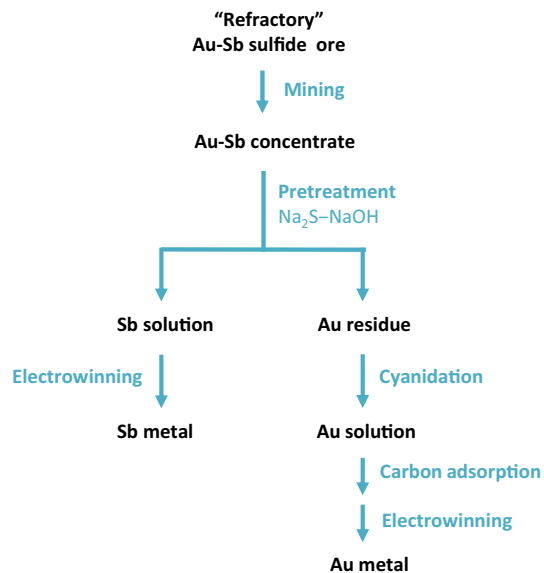 “Refractory”
Au-Sb sulfide ore
Mining
Au-Sb concentrate
Pretreatment
Na₂S–NaOH
Sb solution
Au residue
Electrowinning
Cyanidation
Sb metal
Au solution
Carbon adsorption
Electrowinning
Au metal